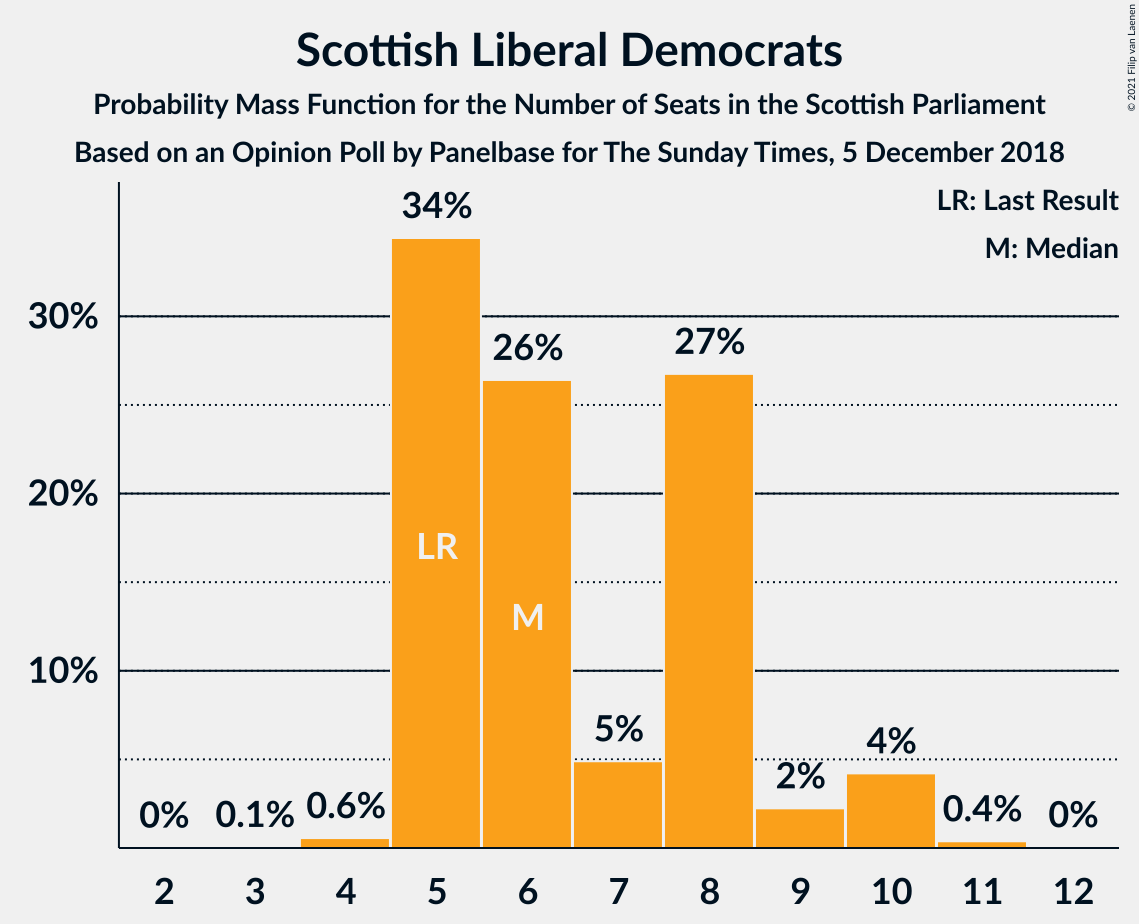 Scottish Liberal Democrats
Probability Mass Function for the Number of Seats in the Scottish Parliament
Based on an Opinion Poll by Panelbase for The Sunday Times, 5 December 2018
© 2021 Filip van Laenen
LR: Last Result
M: Median
34%
30%
26%
27%
20%
LR
M
10%
5%
4%
2%
0%
0.1%
0.6%
0.4%
0%
2 3 4 5 6 7 8 9 10 11 12